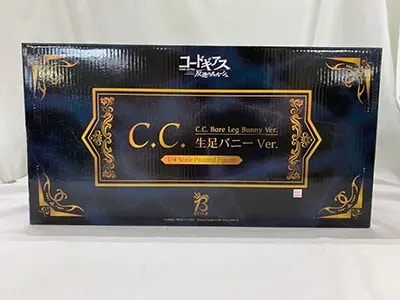 コードギアス
反逆のルルーシュ
C.C.
C.C. Bare Leg Bunny Ver.
生足バニーVer.
1/4 Scale Painted Figure
B
STYLE